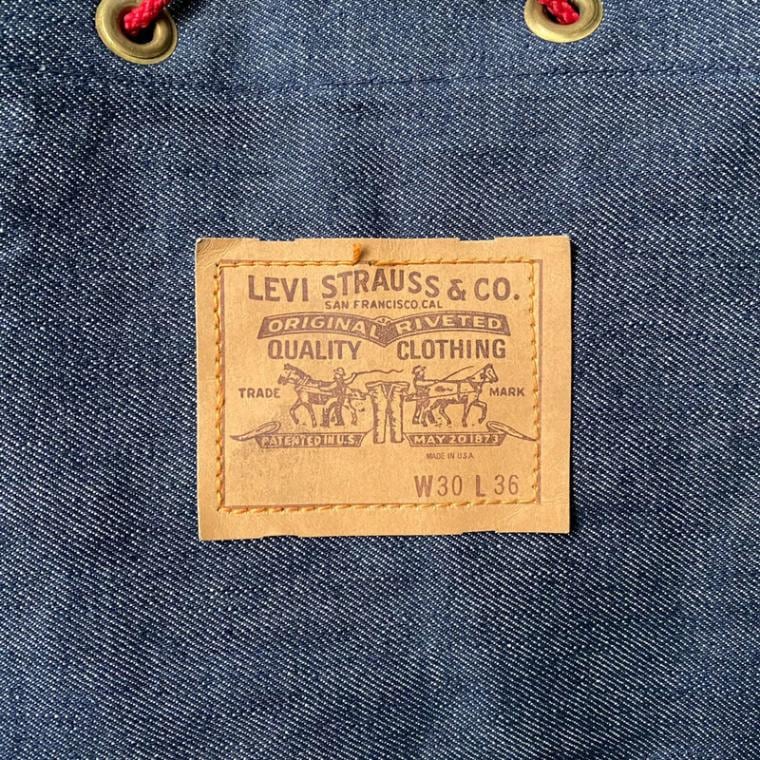 LEVI STRAUSS & CO.
SAN FRANCISCO, CAL
ORIGINAL RIVETED
QUALITY CLOTHING
TRADE MARK
PATENTED IN U.S. MAY 20 1873
MADE IN U.S.A.
W30 L 36